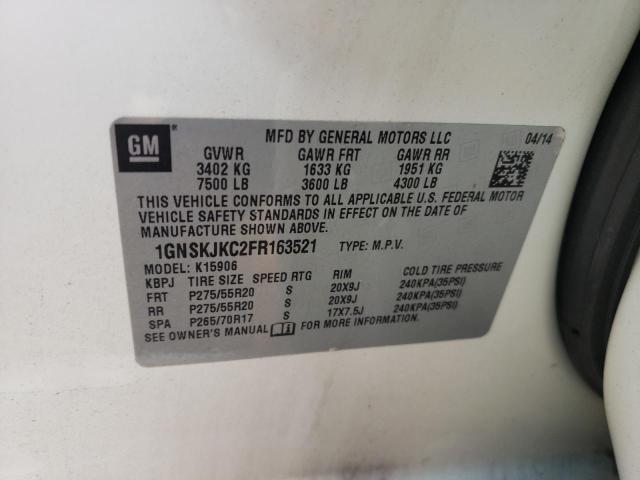 GM®
MFD BY GENERAL MOTORS LLC 04/14
GVWR GAWR FRT GAWR RR
3402 KG 1633 KG 1951 KG
7500 LB 3600 LB 4300 LB
THIS VEHICLE CONFORMS TO ALL APPLICABLE U.S. FEDERAL MOTOR
VEHICLE SAFETY STANDARDS IN EFFECT ON THE DATE OF
MANUFACTURE SHOWN ABOVE.
1GNSKJKC2FR163521 TYPE: M.P.V.
MODEL: K15906
KBPJ TIRE SIZE SPEED RTG RIM COLD TIRE PRESSURE
FRT P275/55R20 S 20X9J 240KPA(35PSI)
RR P275/55R20 S 20X9J 240KPA(35PSI)
SPA P265/70R17 S 17X7.5J 240KPA(35PSI)
SEE OWNER'S MANUAL FOR MORE INFORMATION.